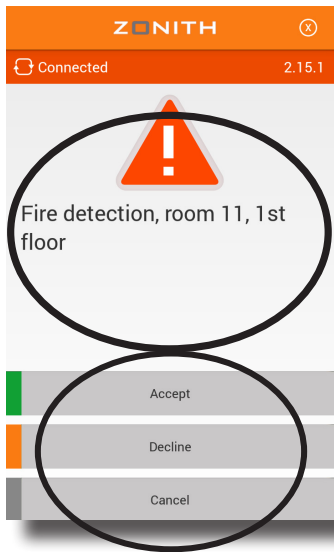 ZONITH X
Connected 2.15.1
Fire detection, room 11, 1st
floor
Accept
Decline
Cancel